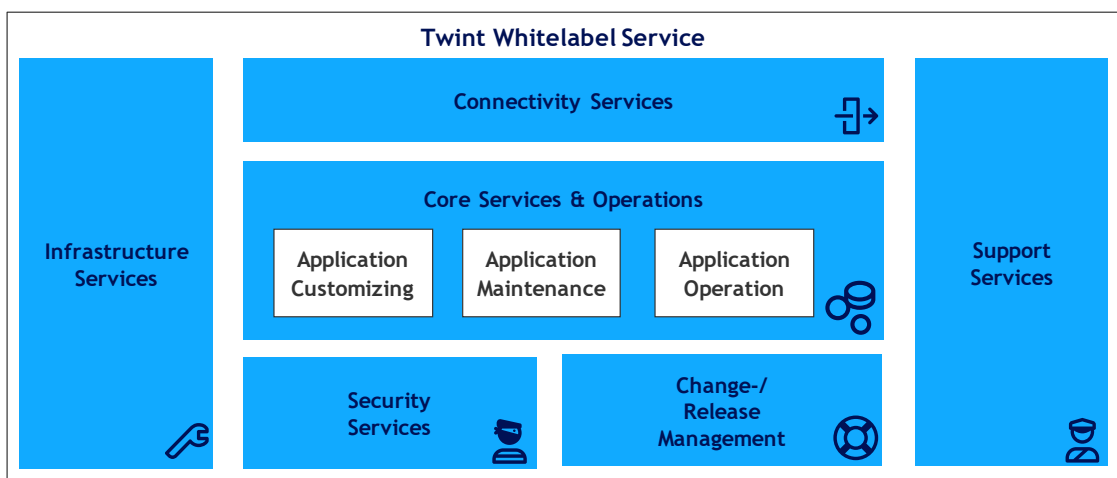 Twint Whitelabel Service
Infrastructure
Services
Connectivity Services
Core Services & Operations
Application
Customizing
Application
Maintenance
Application
Operation
Security
Services
Change-/
Release
Management
Support
Services